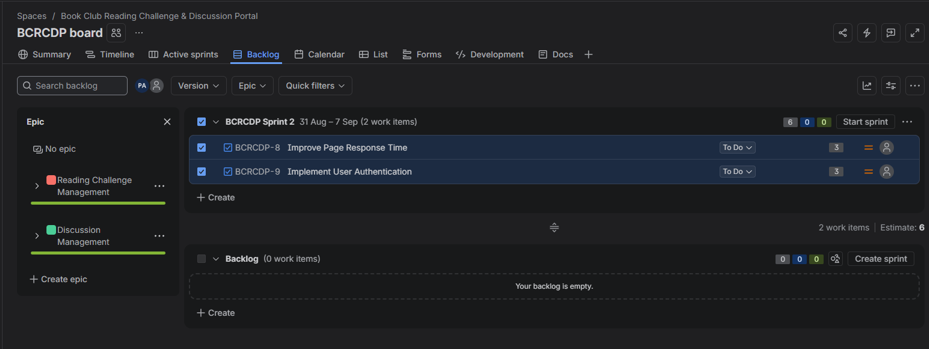 Spaces / Book Club Reading Challenge & Discussion Portal
BCRCDP board
Summary Timeline Active sprints Backlog Calendar List Forms Development Docs
Search backlog PA Version Epic Quick filters
Epic
No epic
Reading Challenge
Management
Discussion
Management
Create epic
BCRCDP Sprint 2 31 Aug – 7 Sep (2 work items) 6 0 0 Start sprint
BCRCDP-8 Improve Page Response Time To Do 3
BCRCDP-9 Implement User Authentication To Do 3
Create
2 work items Estimate: 6
Backlog (0 work items) 0 0 0 Create sprint
Your backlog is empty.
Create